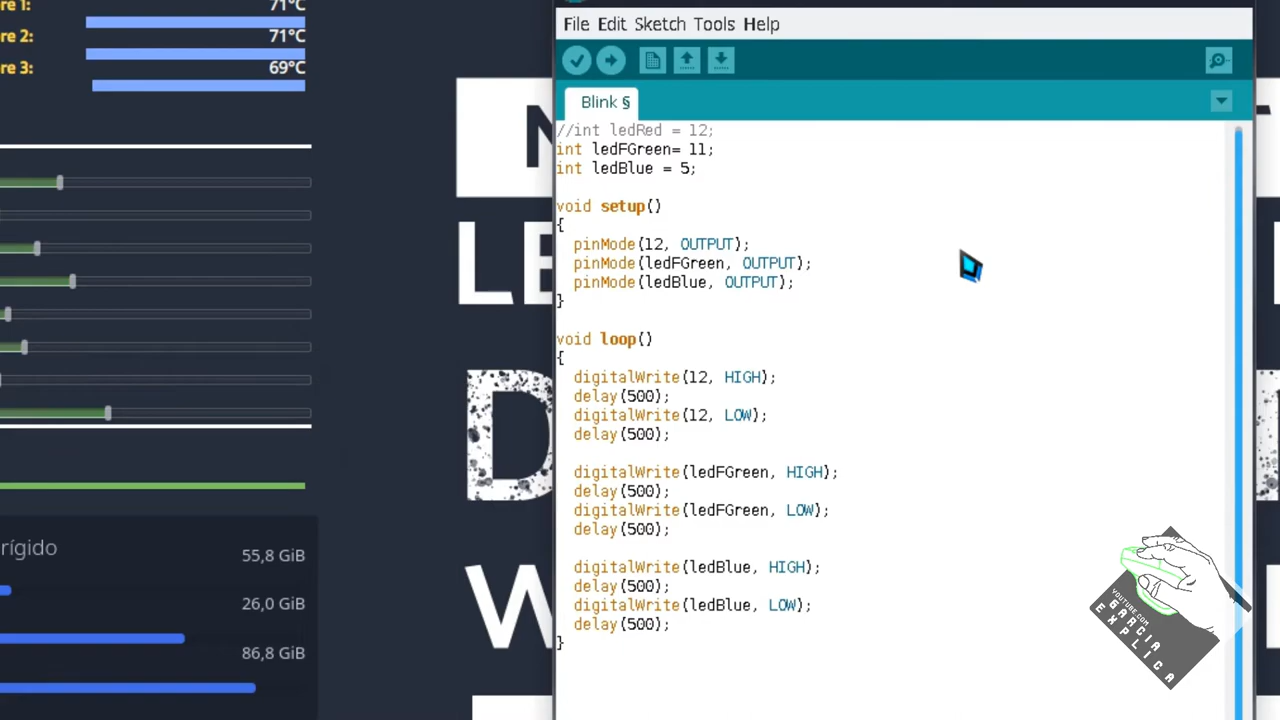 re 1:
71°C
re 2:
71°C
re 3:
69°C
rígido
55,8 GiB
26,0 GiB
86,8 GiB
N
LE
D
W
File Edit Sketch Tools Help
Blink §
//int ledRed = 12;
int ledFGreen= 11;
int ledBlue = 5;
void setup()
{
pinMode(12, OUTPUT);
pinMode(ledFGreen, OUTPUT);
pinMode(ledBlue, OUTPUT);
}
void loop()
{
digitalWrite(12, HIGH);
delay(500);
digitalWrite(12, LOW);
delay(500);
digitalWrite(ledFGreen, HIGH);
delay(500);
digitalWrite(ledFGreen, LOW);
delay(500);
digitalWrite(ledBlue, HIGH);
delay(500);
digitalWrite(ledBlue, LOW);
delay(500);
}
YOUTUBE.COM
GARCIA
EXPLICA